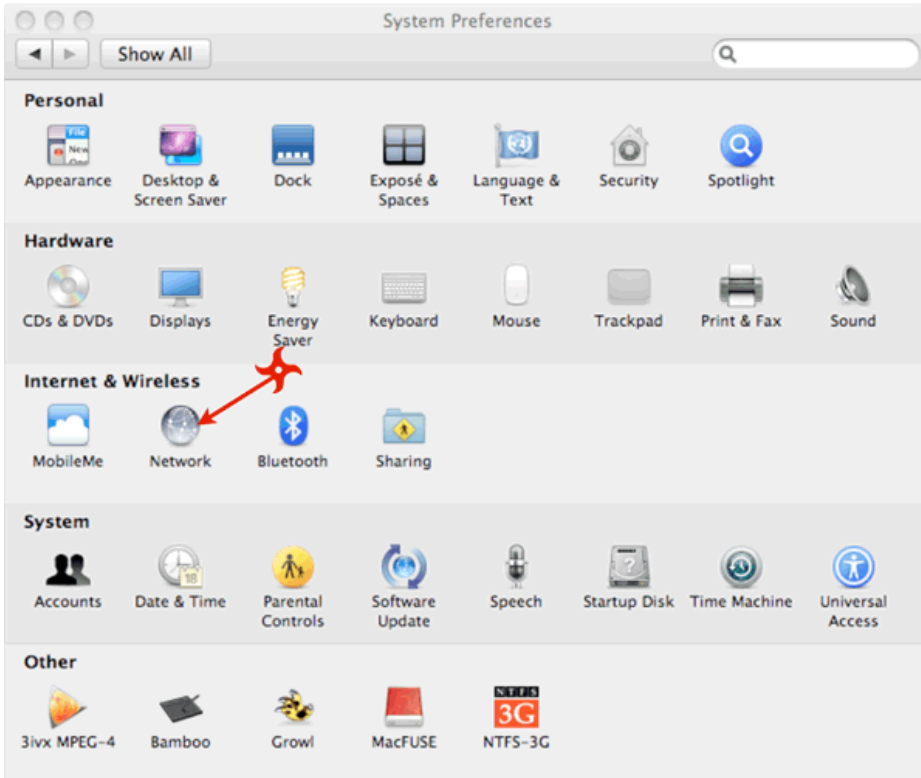 System Preferences
Show All
Personal
File
New
Appearance
Desktop &
Screen Saver
Dock
Exposé &
Spaces
Language &
Text
Security
Spotlight
Hardware
CDs & DVDs
Displays
Energy
Saver
Keyboard
Mouse
Trackpad
Print & Fax
Sound
Internet & Wireless
MobileMe
Network
Bluetooth
Sharing
System
18
?
Accounts
Date & Time
Parental
Controls
Software
Update
Speech
Startup Disk
Time Machine
Universal
Access
Other
NTFS
3G
3ivx MPEG-4
Bamboo
Growl
MacFUSE
NTFS-3G